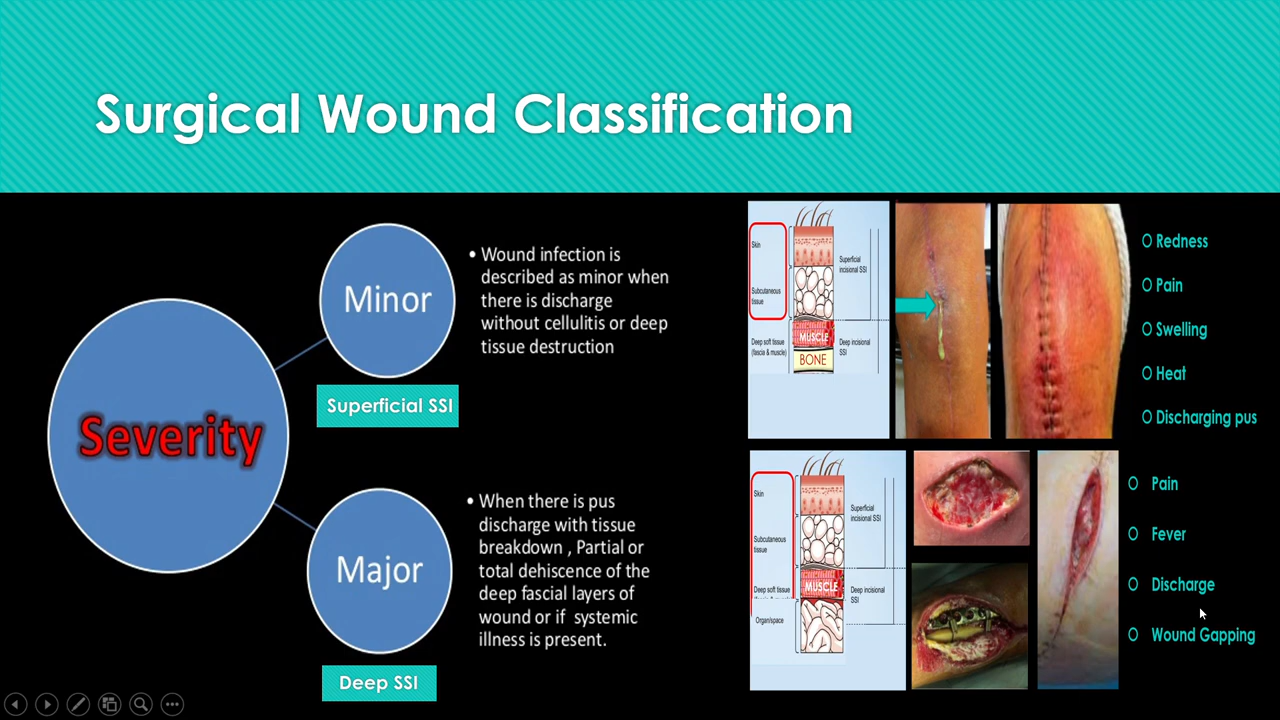 Surgical Wound Classification
Severity
Minor
Superficial SSI
• Wound infection is
described as minor when
there is discharge
without cellulitis or deep
tissue destruction
Major
Deep SSI
• When there is pus
discharge with tissue
breakdown , Partial or
total dehiscence of the
deep fascial layers of
wound or if systemic
illness is present.
Skin
Subcutaneous
tissue
Deep soft tissue
(fascia & muscle)
MUSCLE
BONE
Superficial
incisional SSI
Deep incisional
SSI
Redness
Pain
Swelling
Heat
Discharging pus
Skin
Subcutaneous
tissue
Deep soft tissue
Organ/space
MUSCLE
Superficial
incisional SSI
Deep incisional
SSI
Pain
Fever
Discharge
Wound Gapping